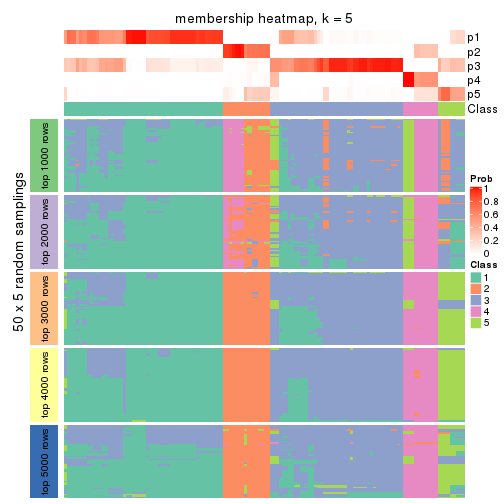 membership heatmap, k = 5
p1
p2
p3
p4
p5
Class
50 x 5 random samplings
top 1000 rows
top 2000 rows
top 3000 rows
top 4000 rows
top 5000 rows
Prob
1
0.8
0.6
0.4
0.2
0
Class
1
2
3
4
5